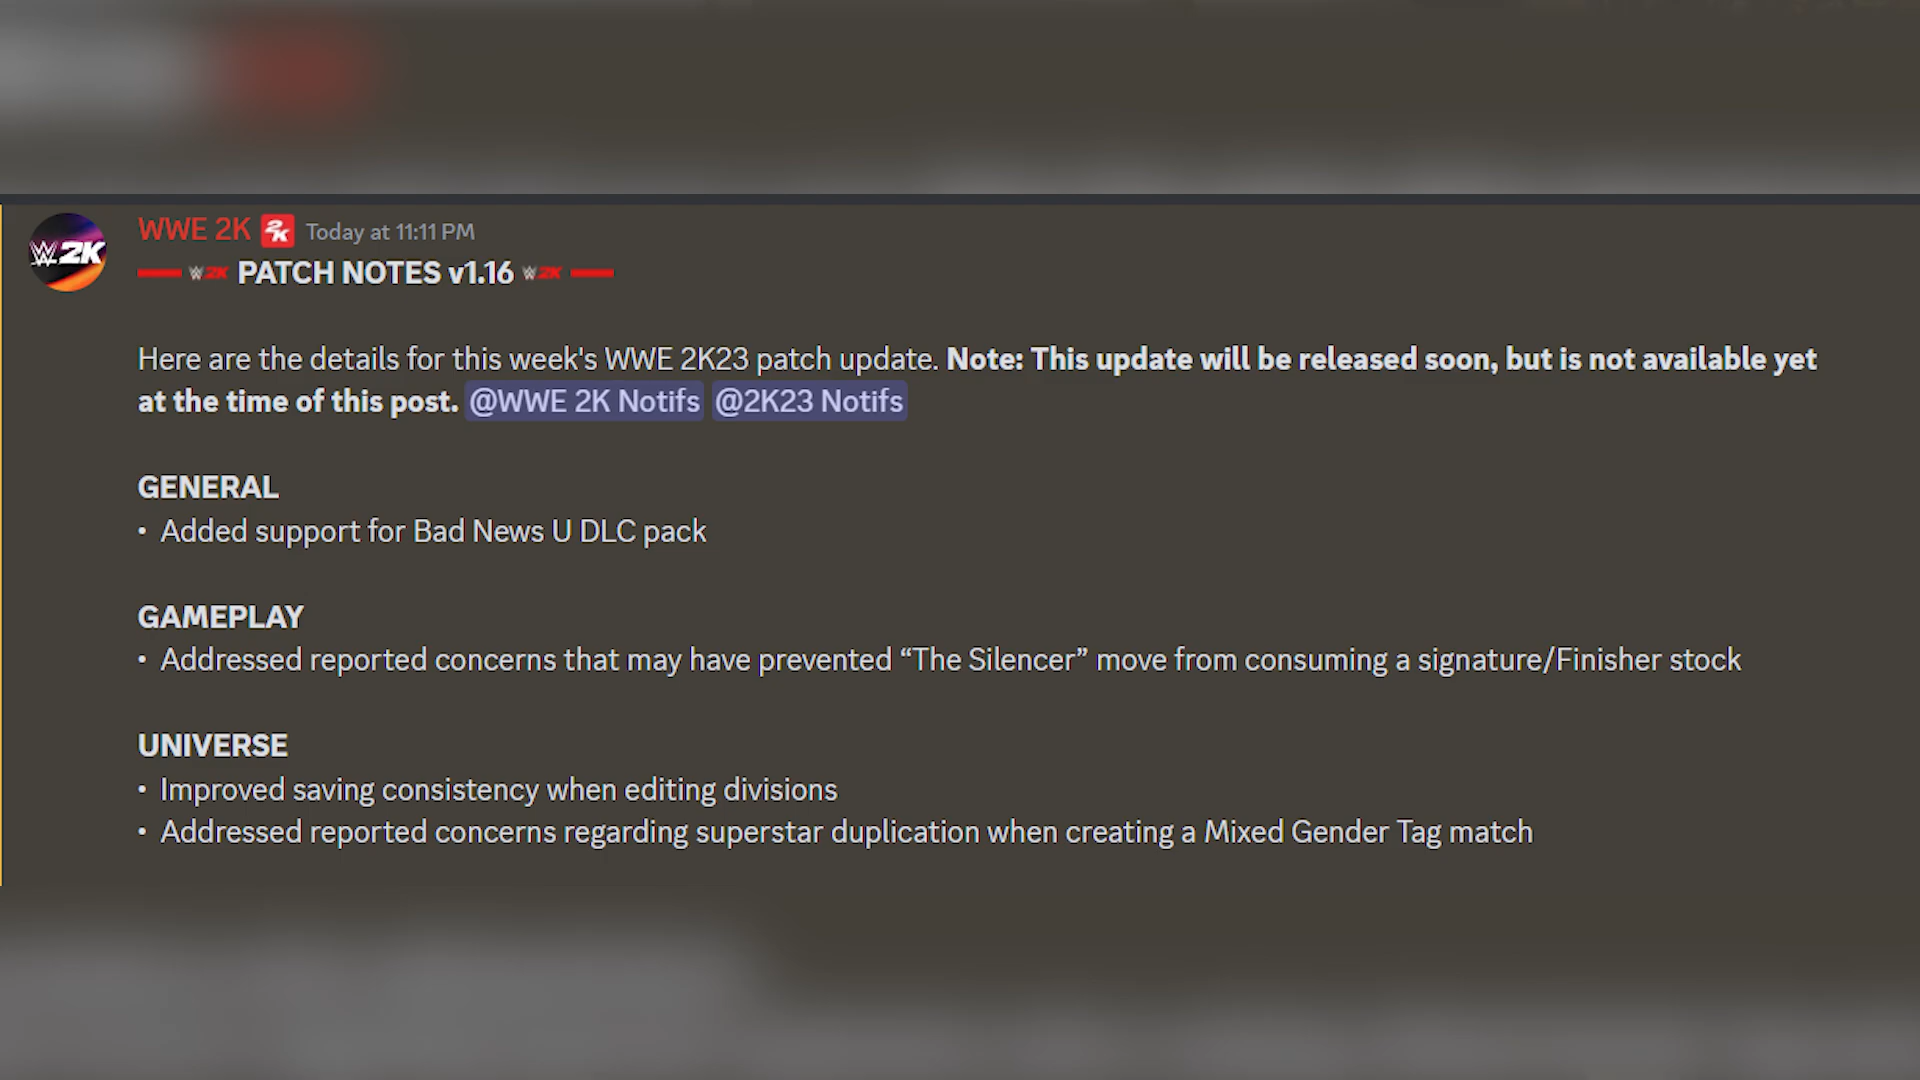 WWE 2K Today at 11:11 PM
W2K
W2K PATCH NOTES v1.16 W2K
Here are the details for this week's WWE 2K23 patch update. Note: This update will be released soon, but is not available yet
at the time of this post. @WWE 2K Notifs @2K23 Notifs
GENERAL
• Added support for Bad News U DLC pack
GAMEPLAY
• Addressed reported concerns that may have prevented “The Silencer” move from consuming a signature/Finisher stock
UNIVERSE
• Improved saving consistency when editing divisions
• Addressed reported concerns regarding superstar duplication when creating a Mixed Gender Tag match